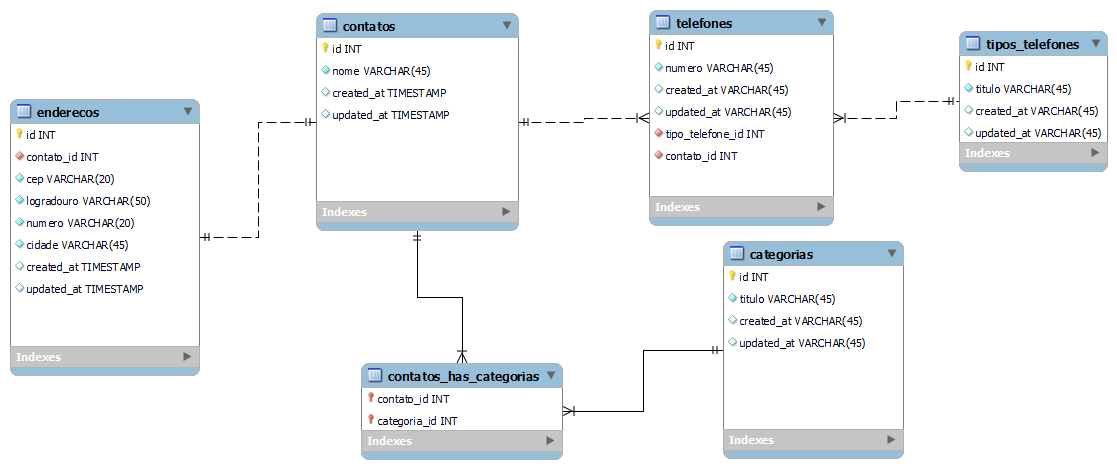 enderecos
id INT
contato_id INT
cep VARCHAR(20)
logradouro VARCHAR(50)
numero VARCHAR(20)
cidade VARCHAR(45)
created_at TIMESTAMP
updated_at TIMESTAMP
Indexes
contatos
id INT
nome VARCHAR(45)
created_at TIMESTAMP
updated_at TIMESTAMP
Indexes
telefones
id INT
numero VARCHAR(45)
created_at VARCHAR(45)
updated_at VARCHAR(45)
tipo_telefone_id INT
contato_id INT
Indexes
tipos_telefones
id INT
titulo VARCHAR(45)
created_at VARCHAR(45)
updated_at VARCHAR(45)
Indexes
contatos_has_categorias
contato_id INT
categoria_id INT
Indexes
categorias
id INT
titulo VARCHAR(45)
created_at VARCHAR(45)
updated_at VARCHAR(45)
Indexes